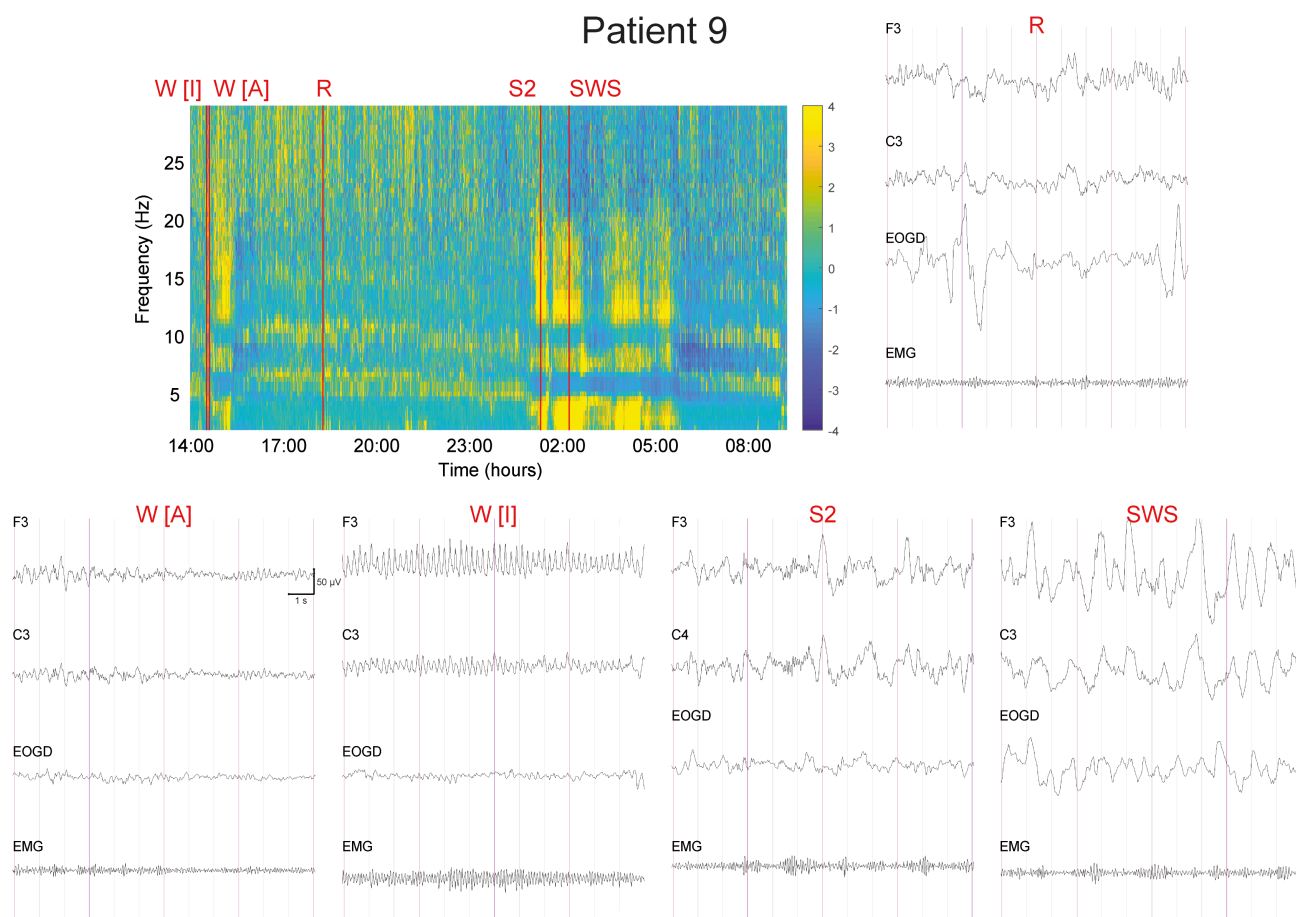 Patient 9
W [I] W [A] R S2 SWS
Frequency (Hz)
25
20
15
10
5
14:00 17:00 20:00 23:00 02:00 05:00 08:00
Time (hours)
4
3
2
1
0
-1
-2
-3
-4
R
F3
C3
EOGD
EMG
W [A]
F3
50 µV
1 s
C3
EOGD
EMG
W [I]
F3
C3
EOGD
EMG
S2
F3
C4
EOGD
EMG
SWS
F3
C3
EOGD
EMG